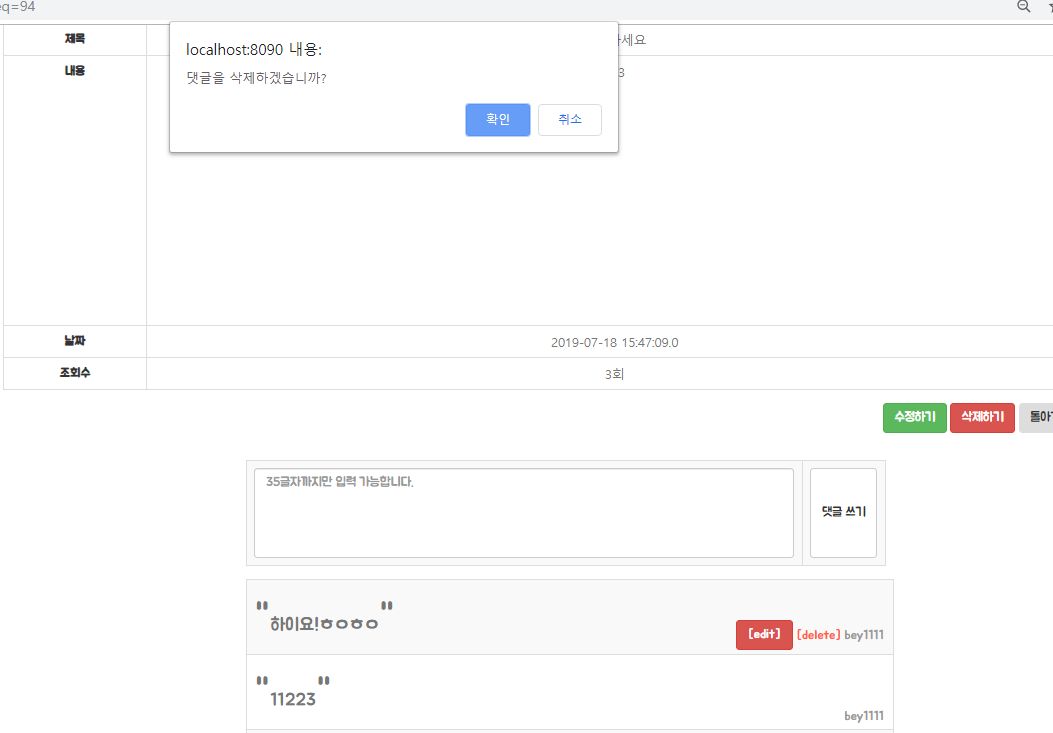 eq=94
localhost:8090 내용:
댓글을 삭제하겠습니까?
확인 취소
제목 하세요
내용 3
날짜 2019-07-18 15:47:09.0
조회수 3회
수정하기 삭제하기 돌아
35글자까지만 입력 가능합니다.
댓글 쓰기
"하이요!ㅎㅇㅎㅇ"
[edit] [delete] bey1111
"11223"
bey1111